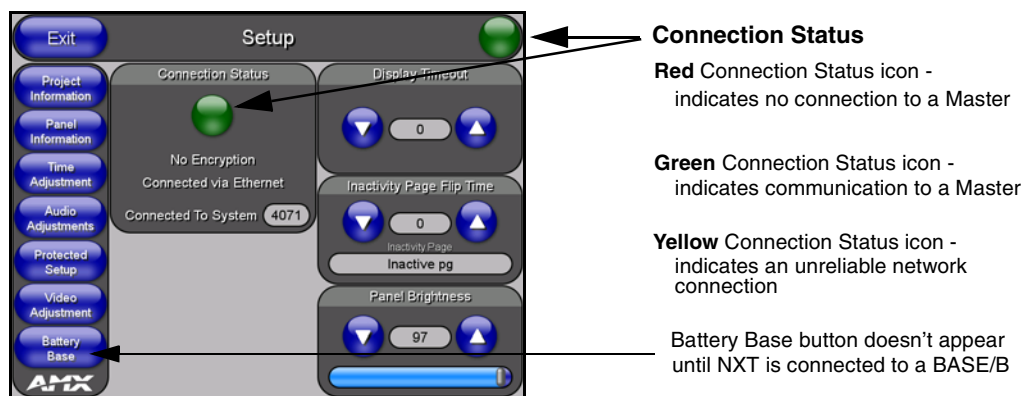 Exit
Setup
Project
Information
Panel
Information
Time
Adjustment
Audio
Adjustments
Protected
Setup
Video
Adjustment
Battery
Base
AMX
Connection Status
No Encryption
Connected via Ethernet
Connected To System 4071
Display Timeout
0
Inactivity Page Flip Time
0
Inactivity Page
Inactive pg
Panel Brightness
97
Connection Status
Red Connection Status icon -
indicates no connection to a Master
Green Connection Status icon -
indicates communication to a Master
Yellow Connection Status icon -
indicates an unreliable network
connection
Battery Base button doesn't appear
until NXT is connected to a BASE/B